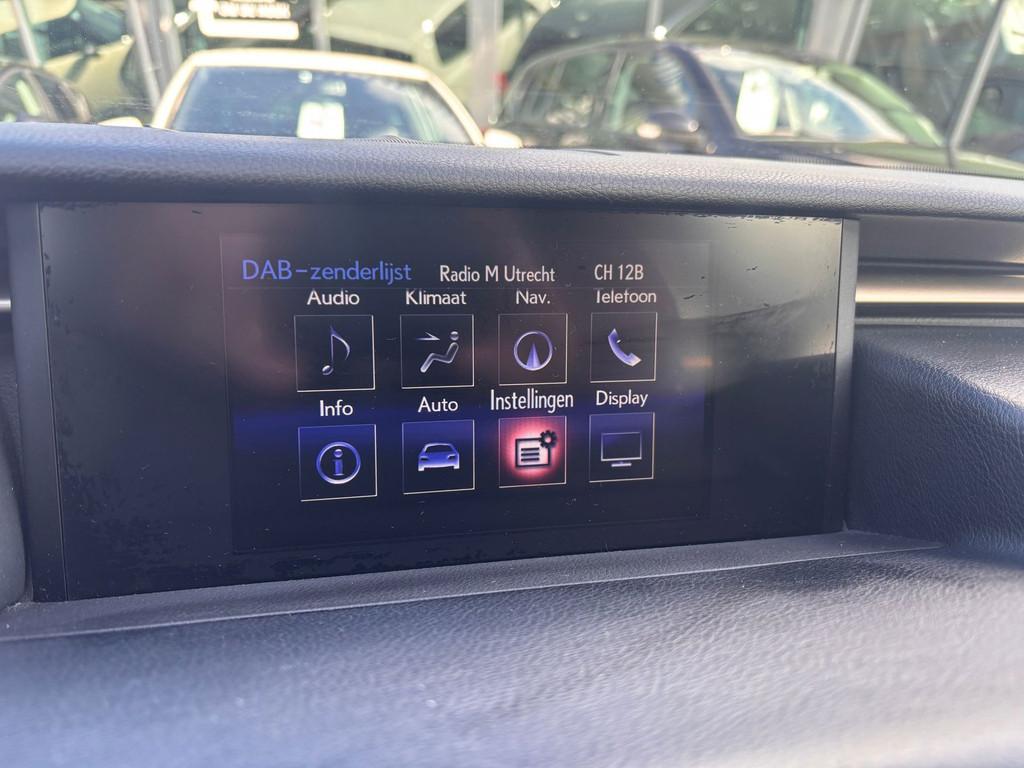 DAB-zenderlijst Radio M Utrecht CH 12B
Audio Klimaat Nav. Telefoon
Info Auto Instellingen Display